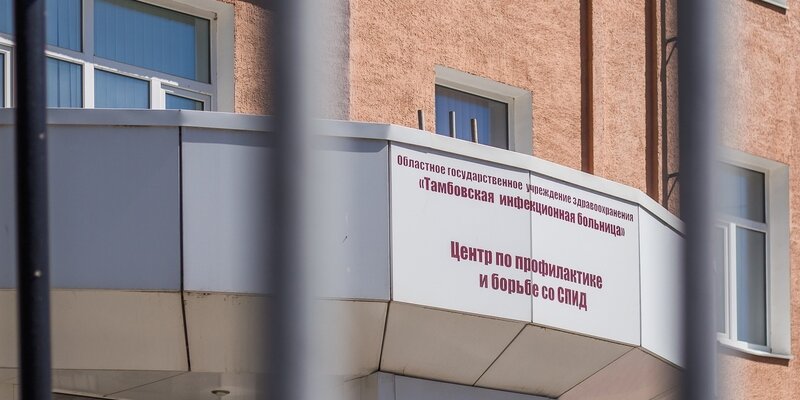 Областное государственное учреждение здравоохранения
«Тамбовская инфекционная больница»
Центр по профилактике
и борьбе со СПИД